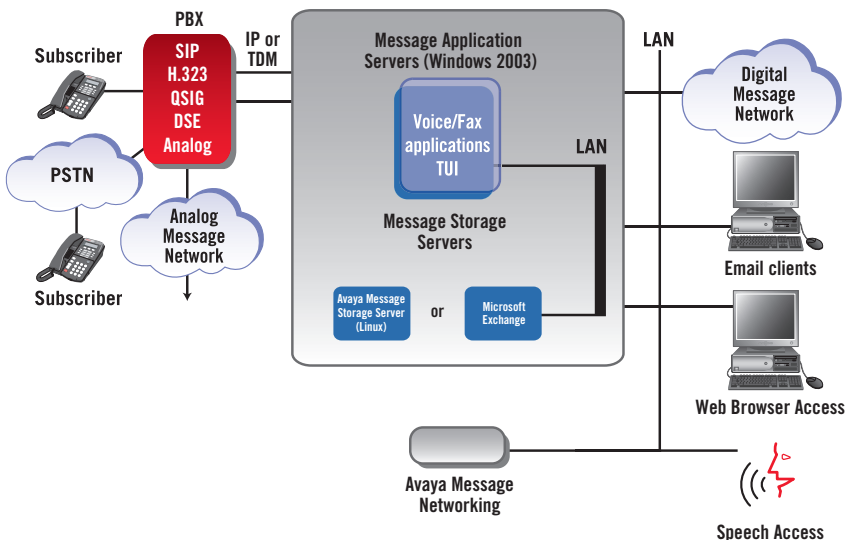 PBX
Subscriber
SIP
H.323
QSIG
DSE
Analog
IP or
TDM
PSTN
Analog
Message
Network
Subscriber
Message Application
Servers (Windows 2003)
Voice/Fax
applications
TUI
LAN
Message Storage
Servers
Avaya Message
Storage Server
(Linux)
or
Microsoft
Exchange
LAN
Digital
Message
Network
Email clients
Web Browser Access
Avaya Message
Networking
Speech Access